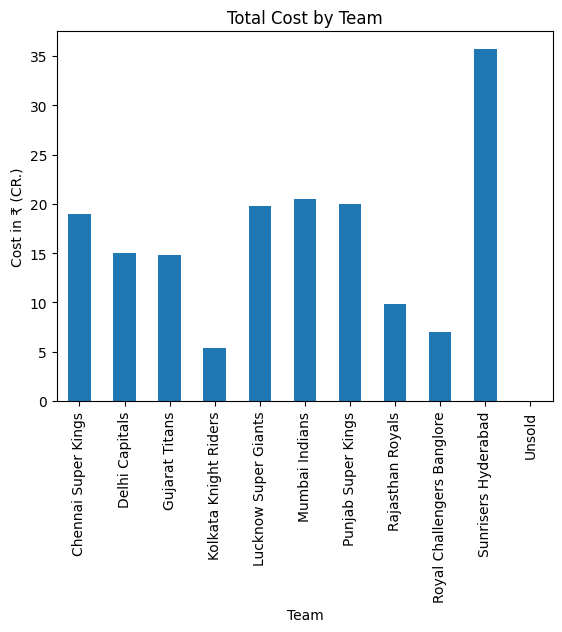 Total Cost by Team
Cost in ₹ (CR.)
35
30
25
20
15
10
5
0
Chennai Super Kings
Delhi Capitals
Gujarat Titans
Kolkata Knight Riders
Lucknow Super Giants
Mumbai Indians
Punjab Super Kings
Rajasthan Royals
Royal Challengers Banglore
Sunrisers Hyderabad
Unsold
Team